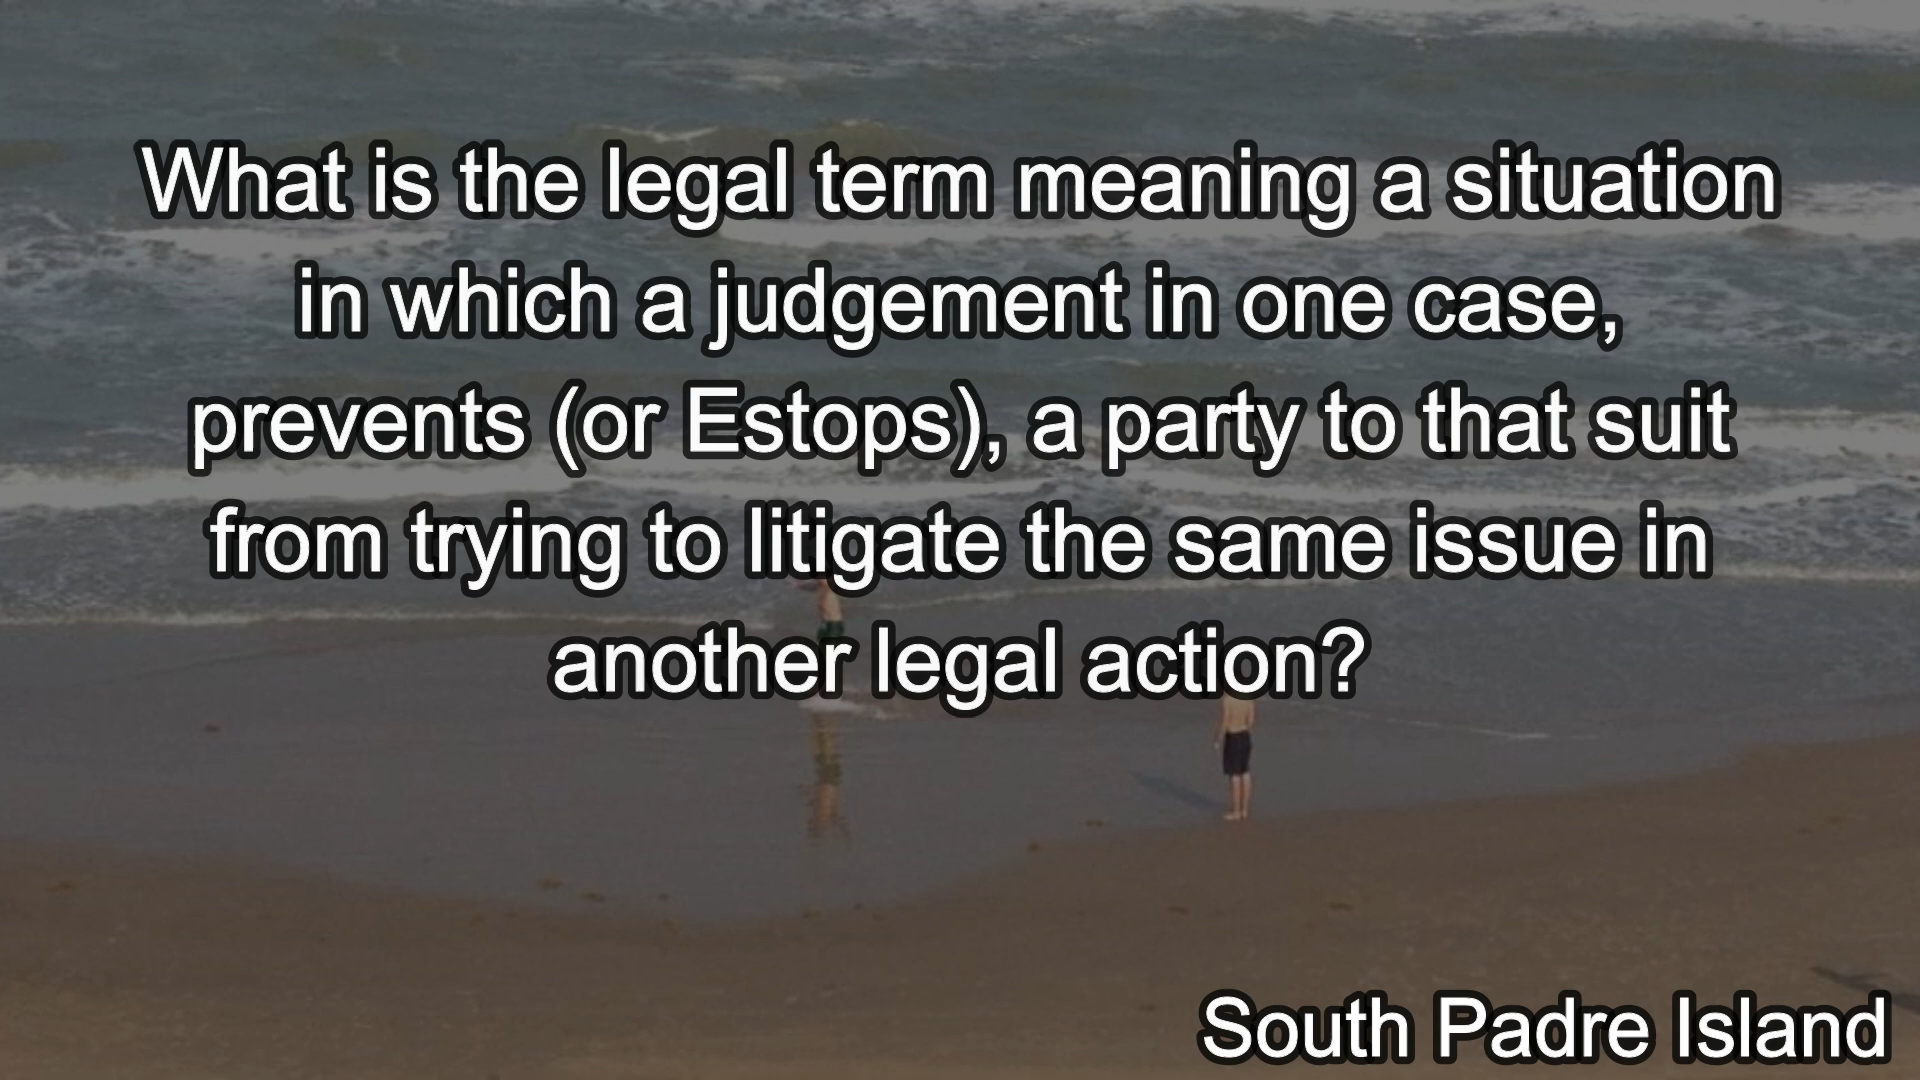 What is the legal term meaning a situation
in which a judgement in one case,
prevents (or Estops), a party to that suit
from trying to litigate the same issue in
another legal action?
South Padre Island